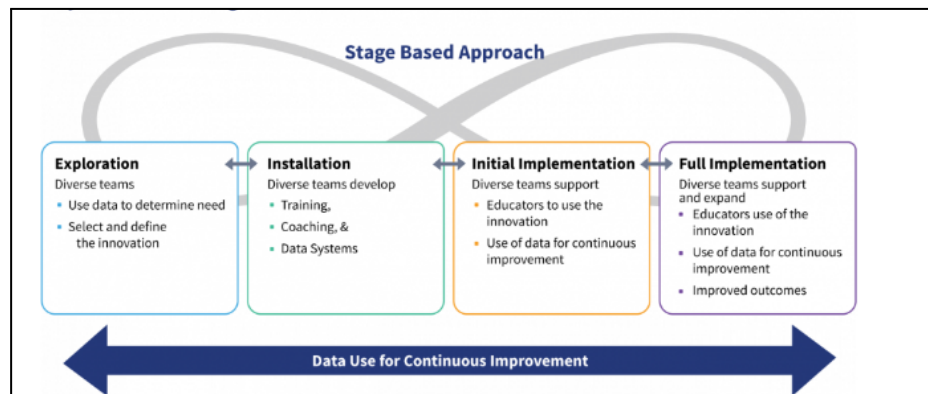 Stage Based Approach
Exploration
Diverse teams
▪ Use data to determine need
▪ Select and define
the innovation
Installation
Diverse teams develop
▪ Training,
▪ Coaching, &
▪ Data Systems
Initial Implementation
Diverse teams support
▪ Educators to use the
innovation
▪ Use of data for continuous
improvement
Full Implementation
Diverse teams support
and expand
▪ Educators use of the
innovation
▪ Use of data for continuous
improvement
▪ Improved outcomes
Data Use for Continuous Improvement